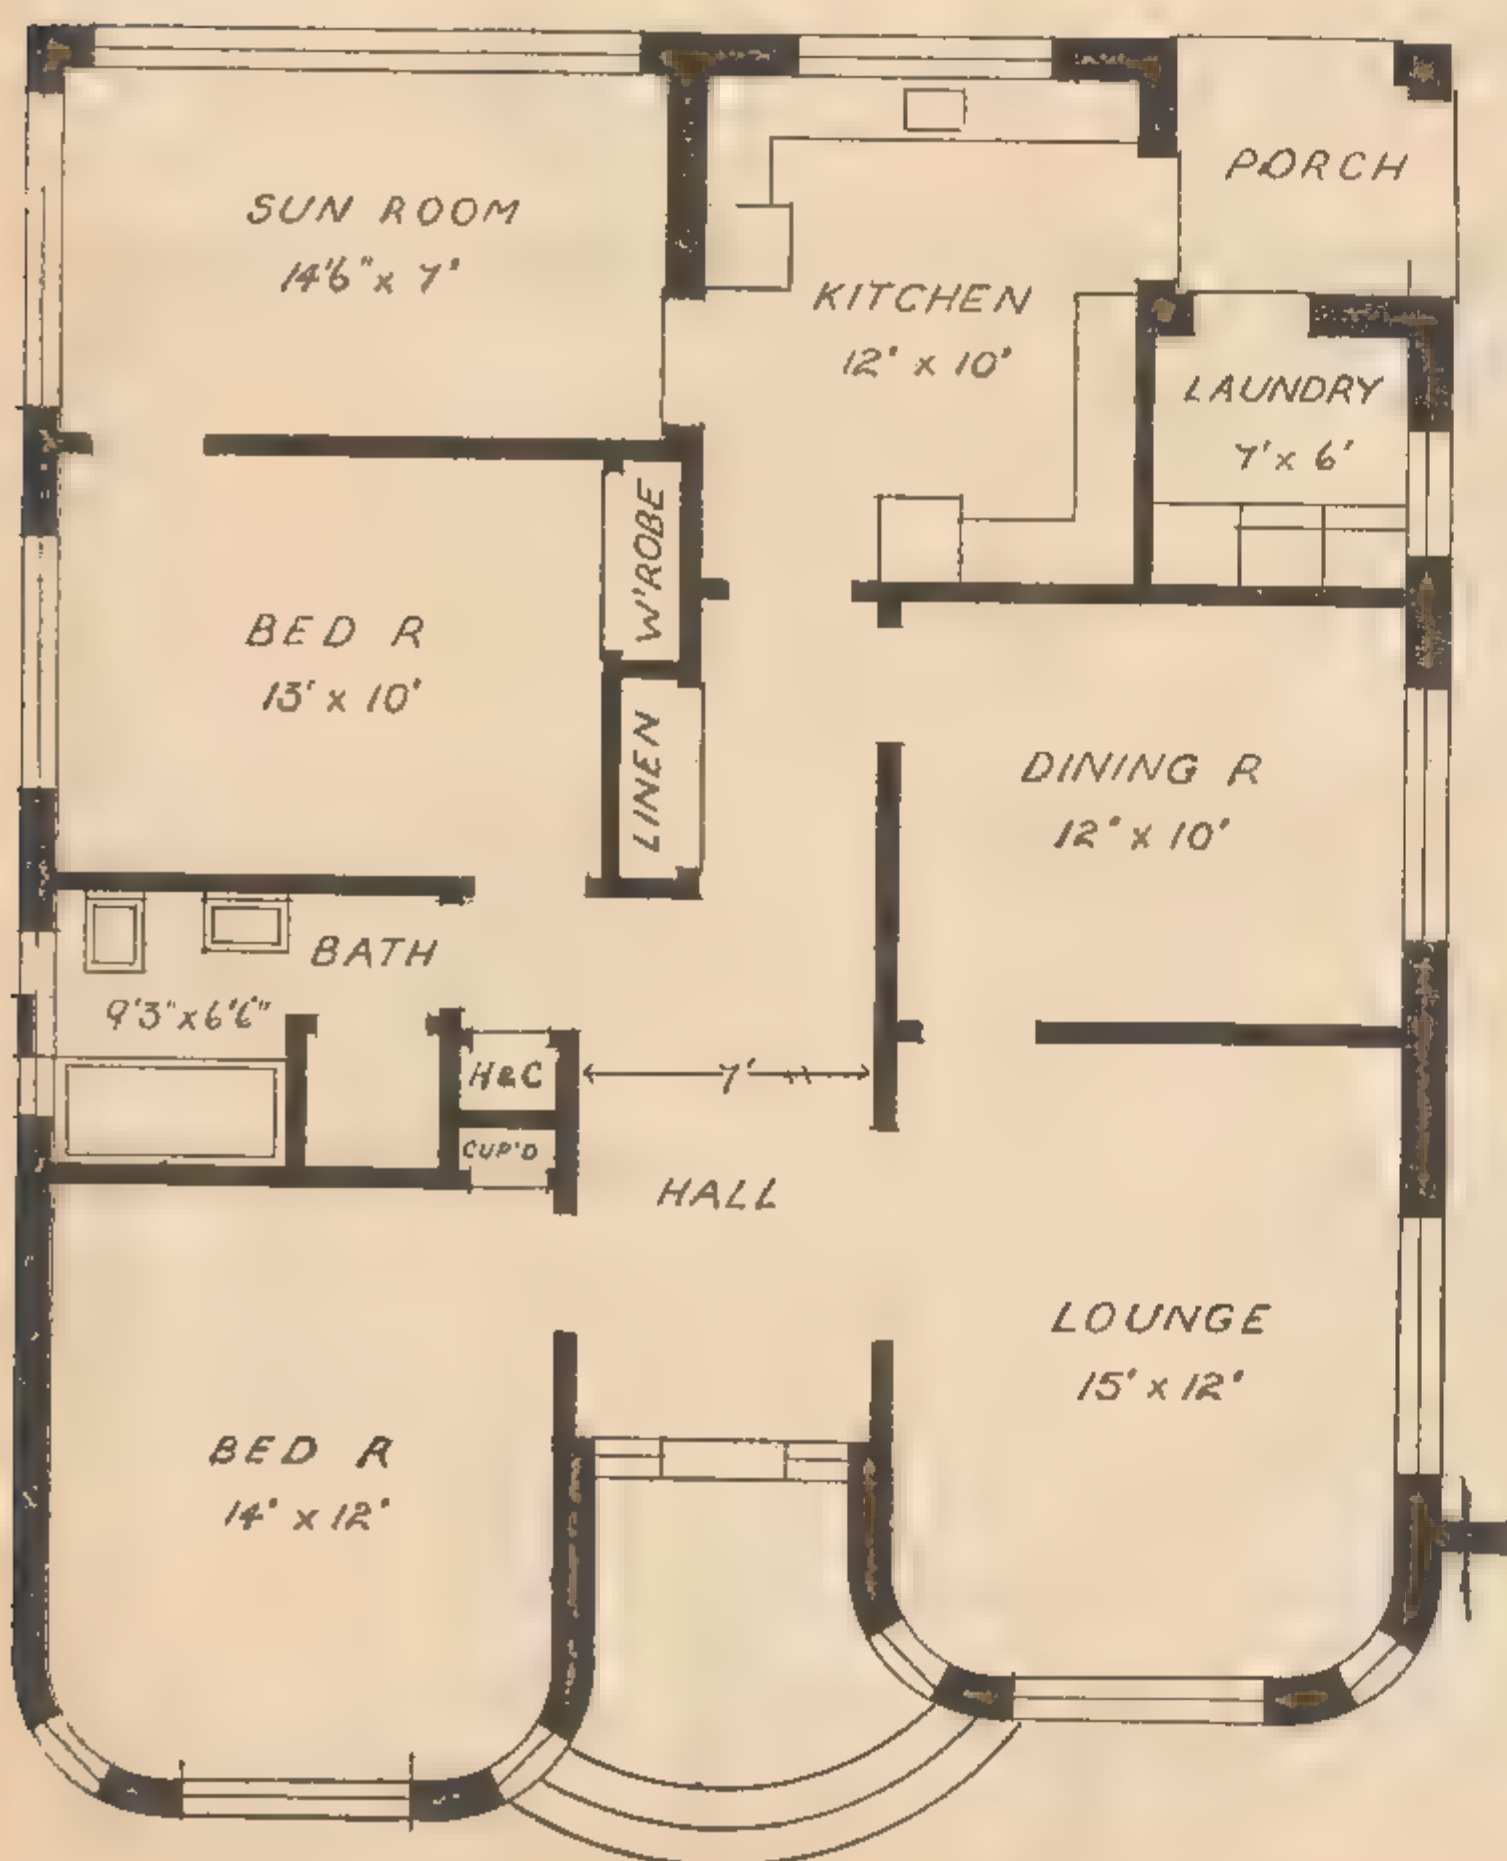 SUN ROOM
14'6" x 7'
PORCH
KITCHEN
12' x 10'
LAUNDRY
7' x 6'
W'ROBE
BED R
13' x 10'
LINEN
DINING R
12' x 10'
BATH
9'3" x 6'6"
H&C
7'
CUP'D
HALL
LOUNGE
15' x 12'
BED R
14' x 12'